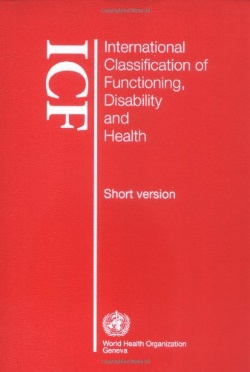 ICF
International
Classification of
Functioning,
Disability
and
Health
Short version
World Health Organization
Geneva